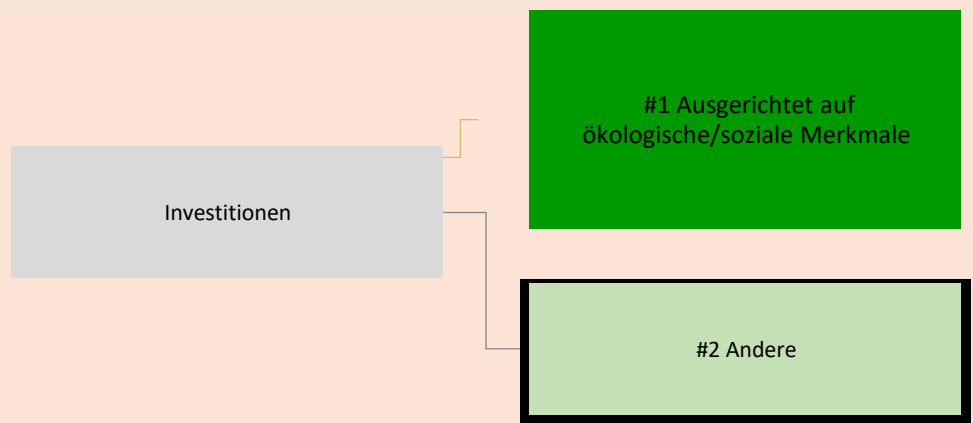 #1 Ausgerichtet auf
ökologische/soziale Merkmale
Investitionen
#2 Andere